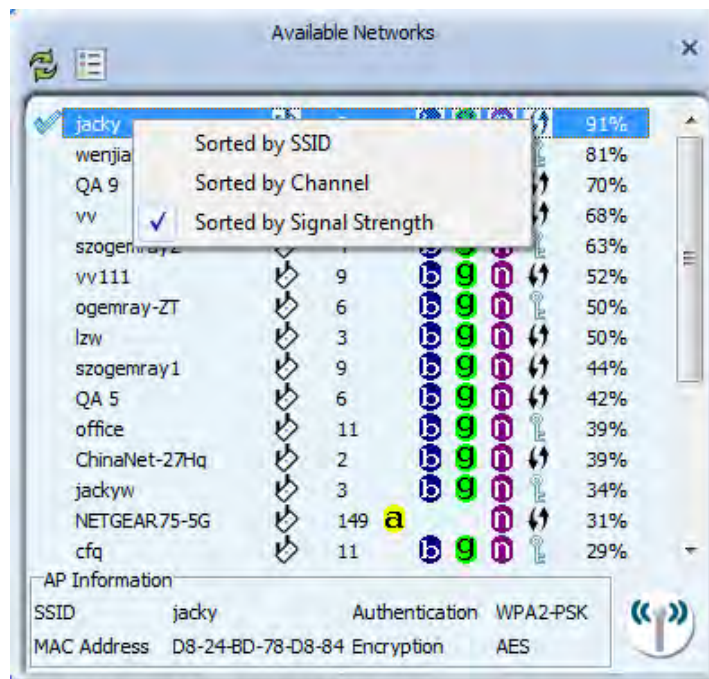 Available Networks
jacky 91%
Sorted by SSID
wenjia 81%
QA 9 Sorted by Channel 70%
vv Sorted by Signal Strength 68%
63%
vv111 9 b g n 52%
ogemray-ZT 6 b g n 50%
lzw 3 b g n 50%
szogemray1 9 b g n 44%
QA 5 6 b g n 42%
office 11 b g n 39%
ChinaNet-27Hq 2 b g n 39%
jackyw 3 b g n 34%
NETGEAR75-5G 149 a n 31%
cfq 11 b g n 29%
AP Information
SSID jacky Authentication WPA2-PSK
MAC Address D8-24-BD-78-D8-84 Encryption AES